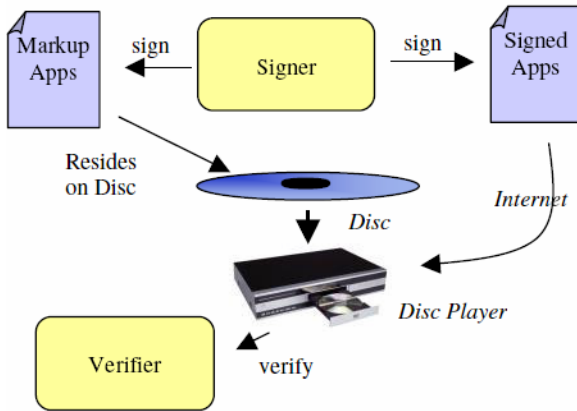 Markup
Apps
sign
Signer
sign
Signed
Apps
Resides
on Disc
Disc
Internet
Disc Player
Verifier
verify